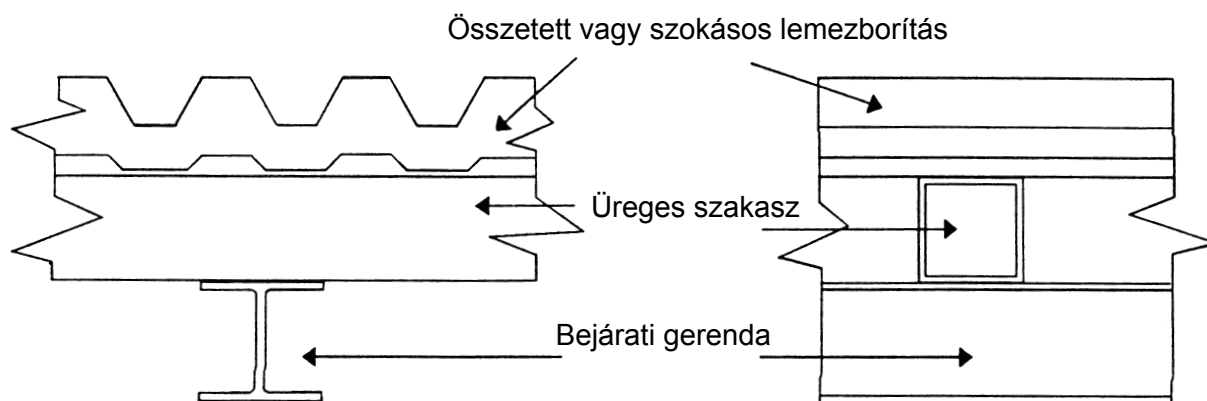 Összetett vagy szokásos lemezborítás
Üreges szakasz
Bejárati gerenda